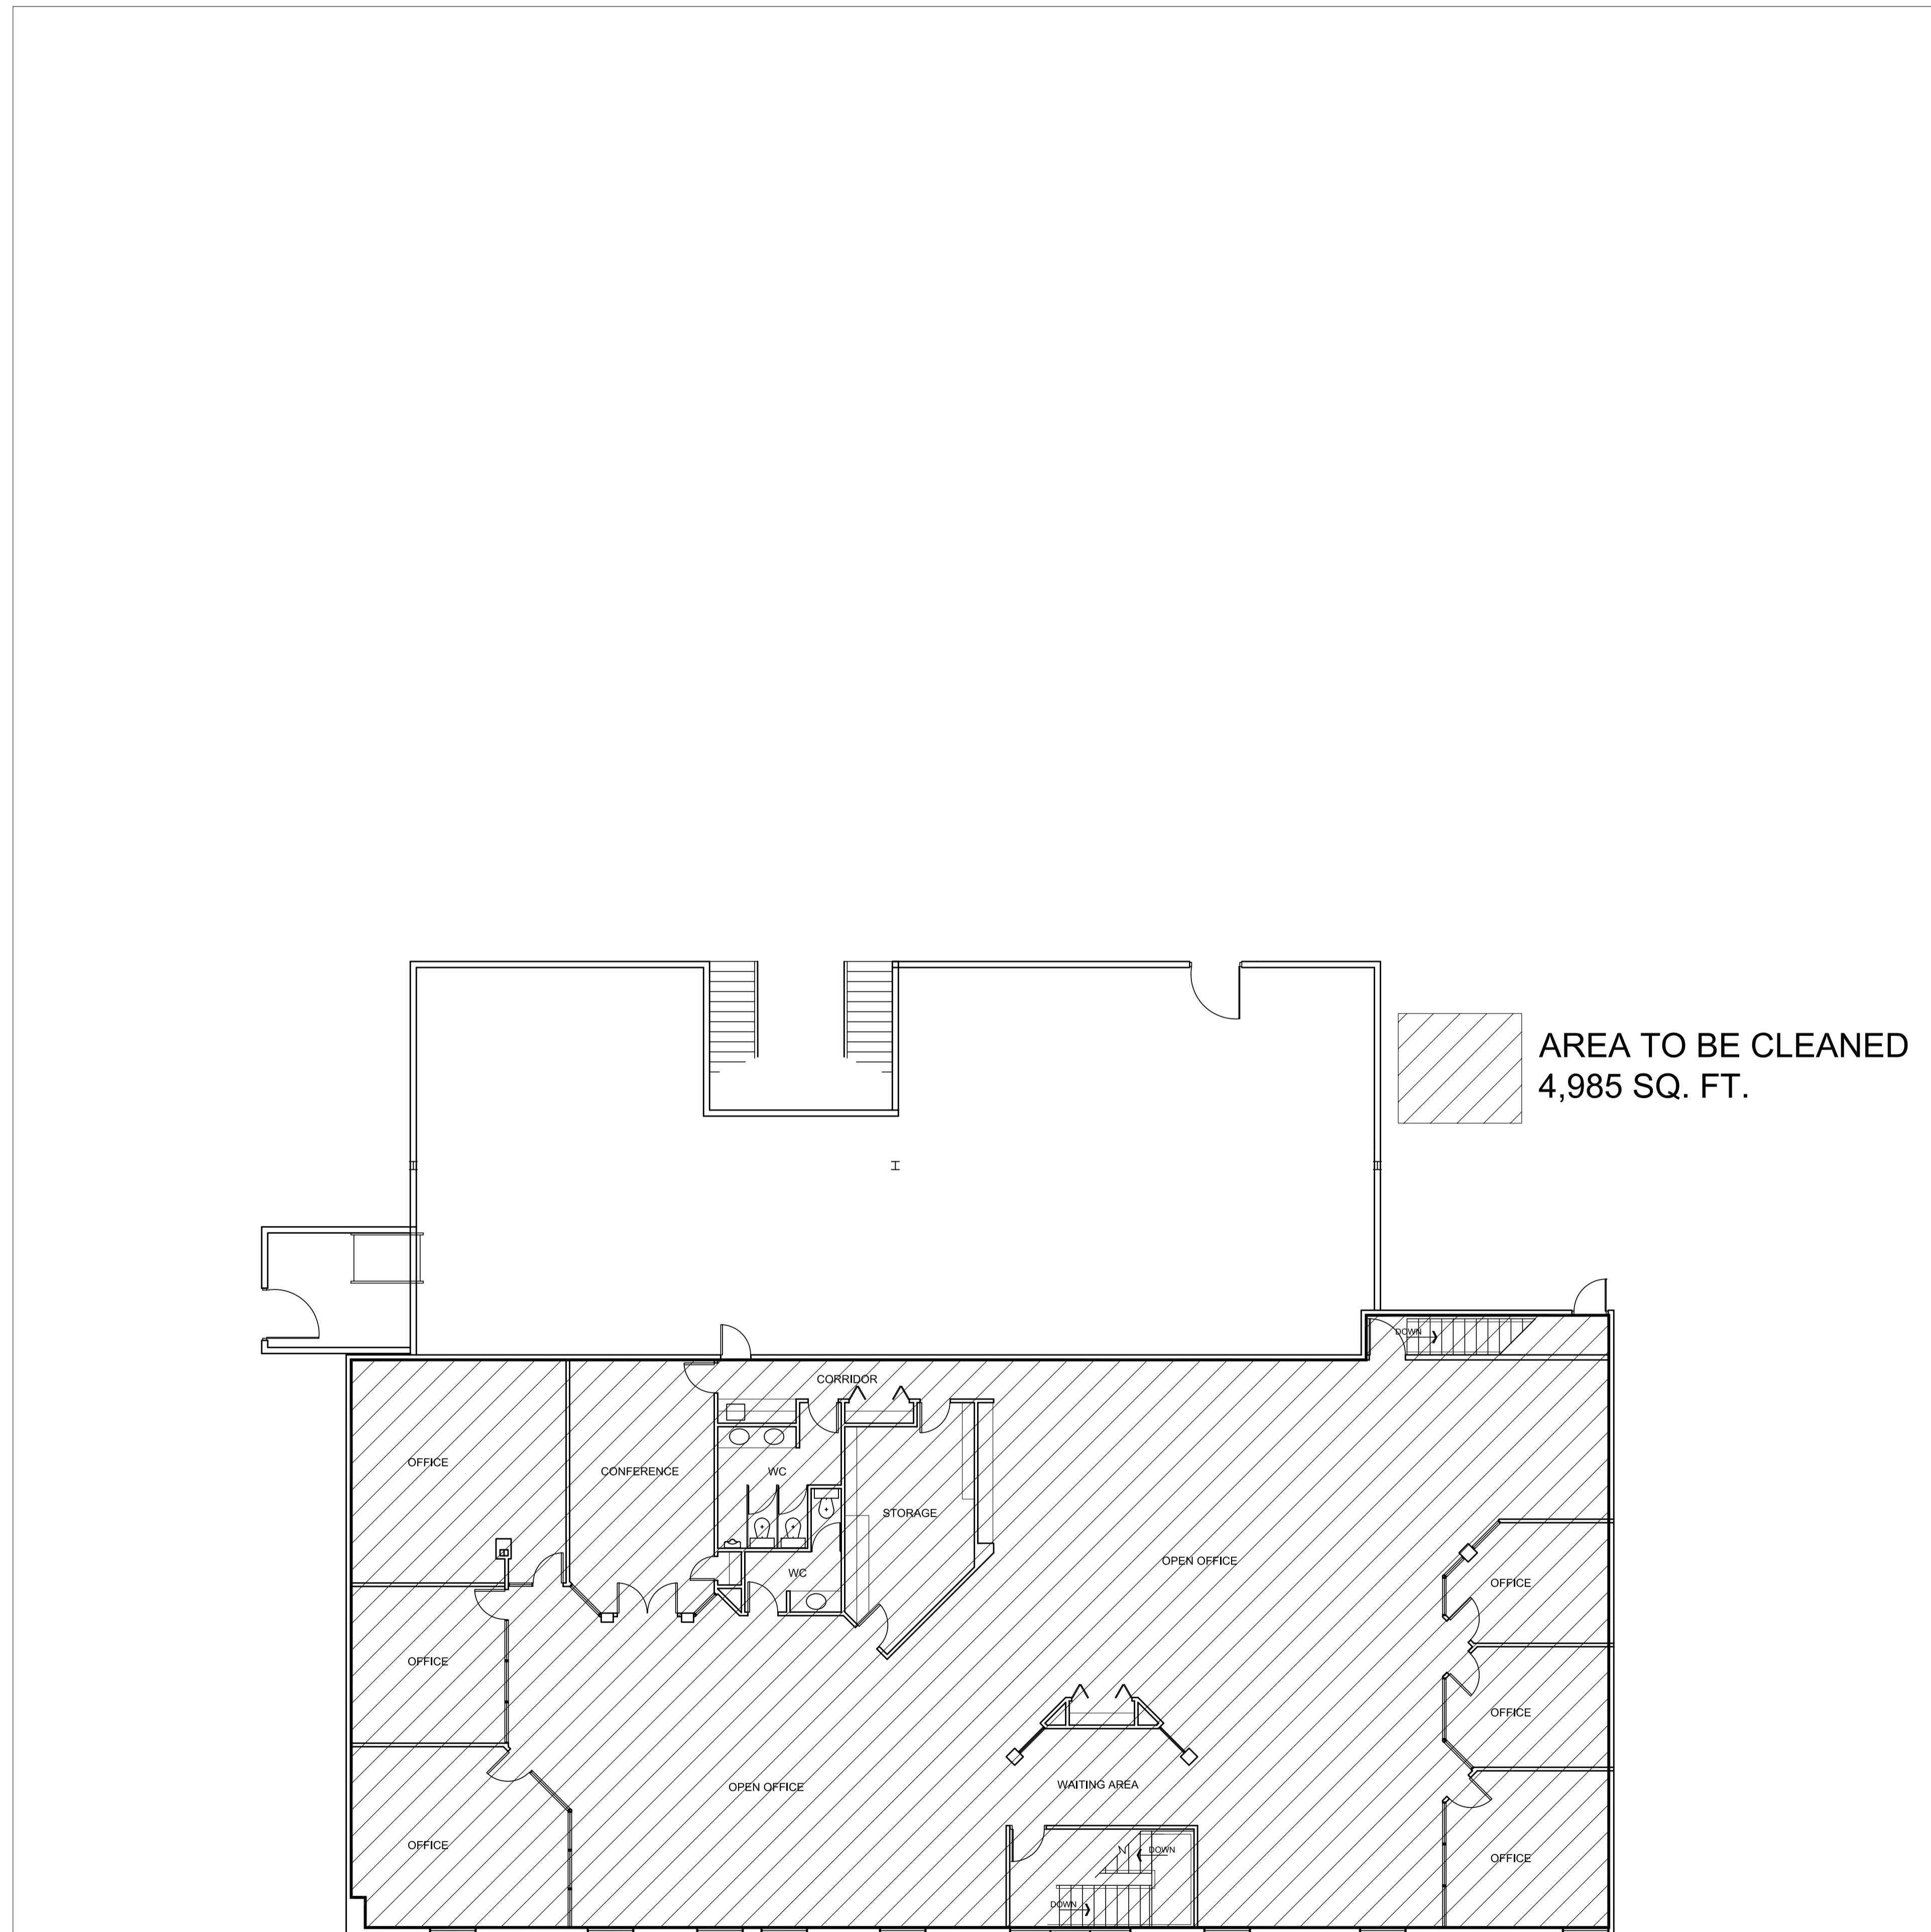 AREA TO BE CLEANED
4,985 SQ. FT.
DOWN
CORRIDOR
OFFICE
CONFERENCE
WC
STORAGE
OPEN OFFICE
WC
OFFICE
OFFICE
OFFICE
OPEN OFFICE
WAITING AREA
OFFICE
OFFICE
DOWN
OFFICE
DOWN